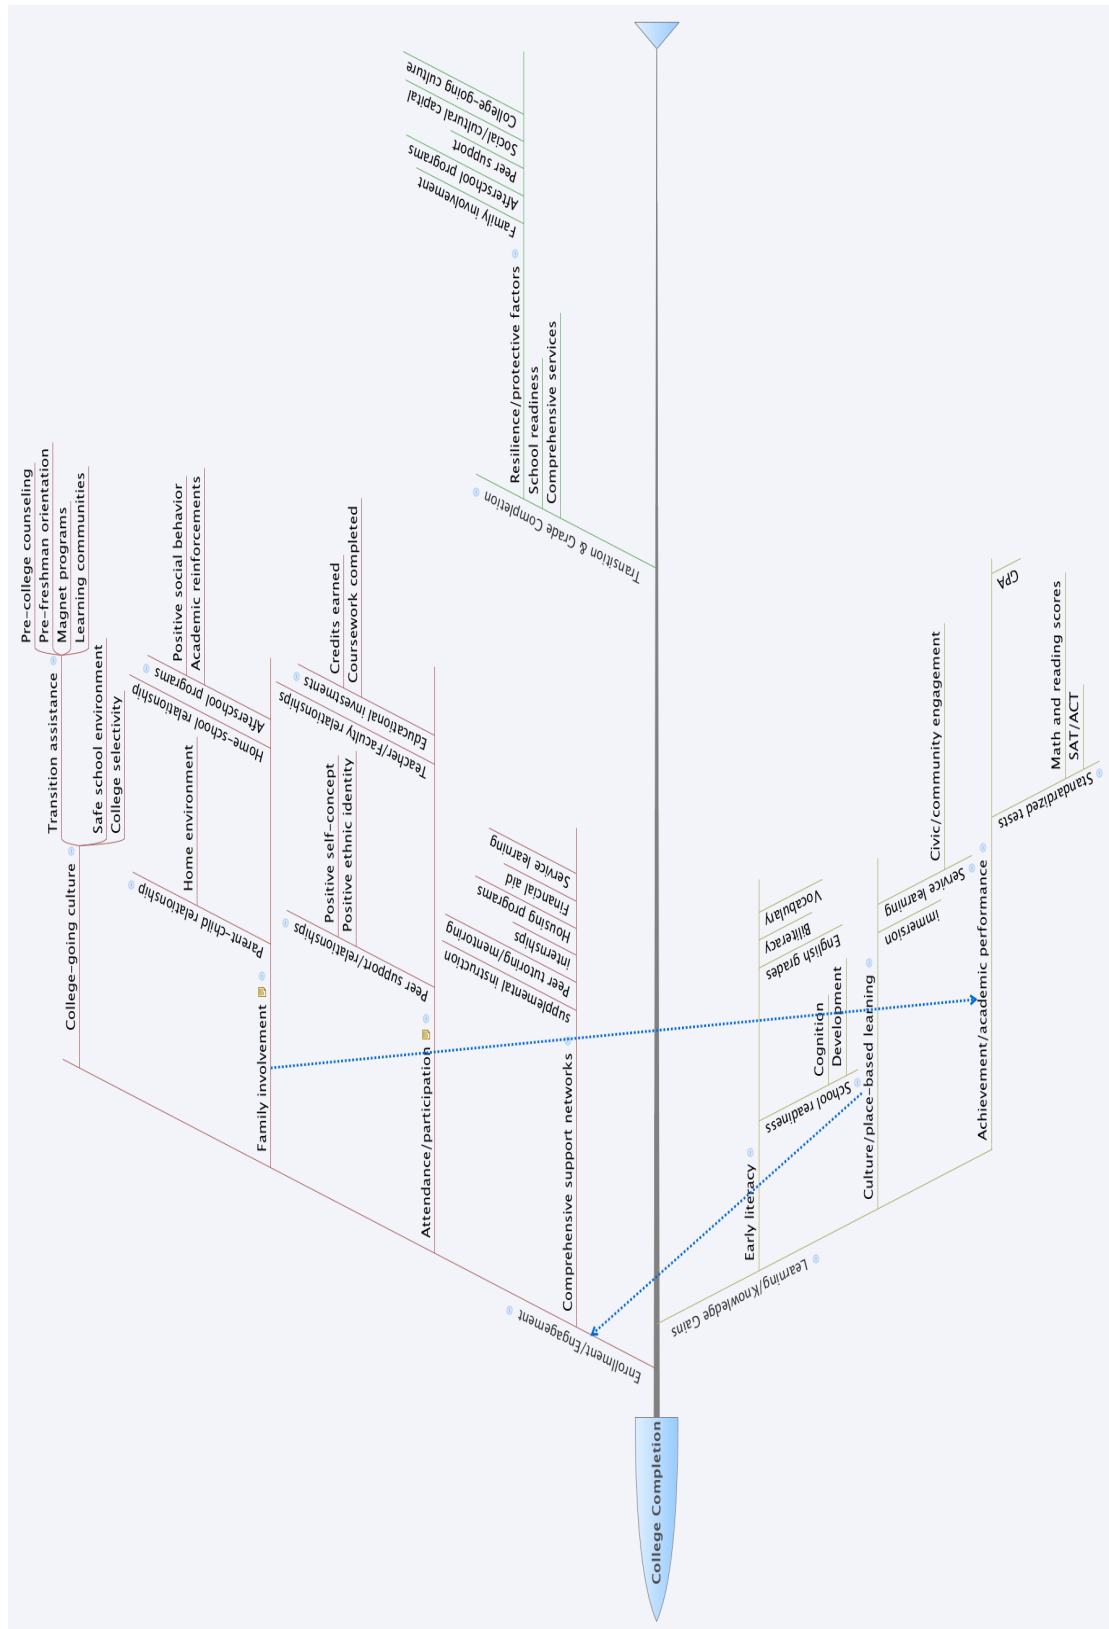 College Completion
Enrollment/Engagement
College-going culture
Transition assistance
Pre-college counseling
Pre-freshman orientation
Magnet programs
Learning communities
Safe school environment
College selectivity
Family involvement
Parent-child relationship
Home environment
Home-school relationship
Afterschool programs
Positive social behavior
Academic reinforcements
Attendance/participation
Peer support/relationships
Positive self-concept
Positive ethnic identity
Teacher/Faculty relationships
Educational investments
Credits earned
Coursework completed
Comprehensive support networks
supplemental instruction
Peer tutoring/mentoring
internships
Housing programs
Financial aid
Service learning
Transition & Grade Completion
Resilience/protective factors
Family involvement
Afterschool programs
Peer support
Social/cultural capital
College-going culture
School readiness
Comprehensive services
Learning/Knowledge Gains
Early literacy
School readiness
Cognition
Development
English grades
Biliteracy
Vocabulary
Culture/place-based learning
immersion
Service learning
Civic/community engagement
Achievement/academic performance
Standardized tests
Math and reading scores
SAT/ACT
GPA